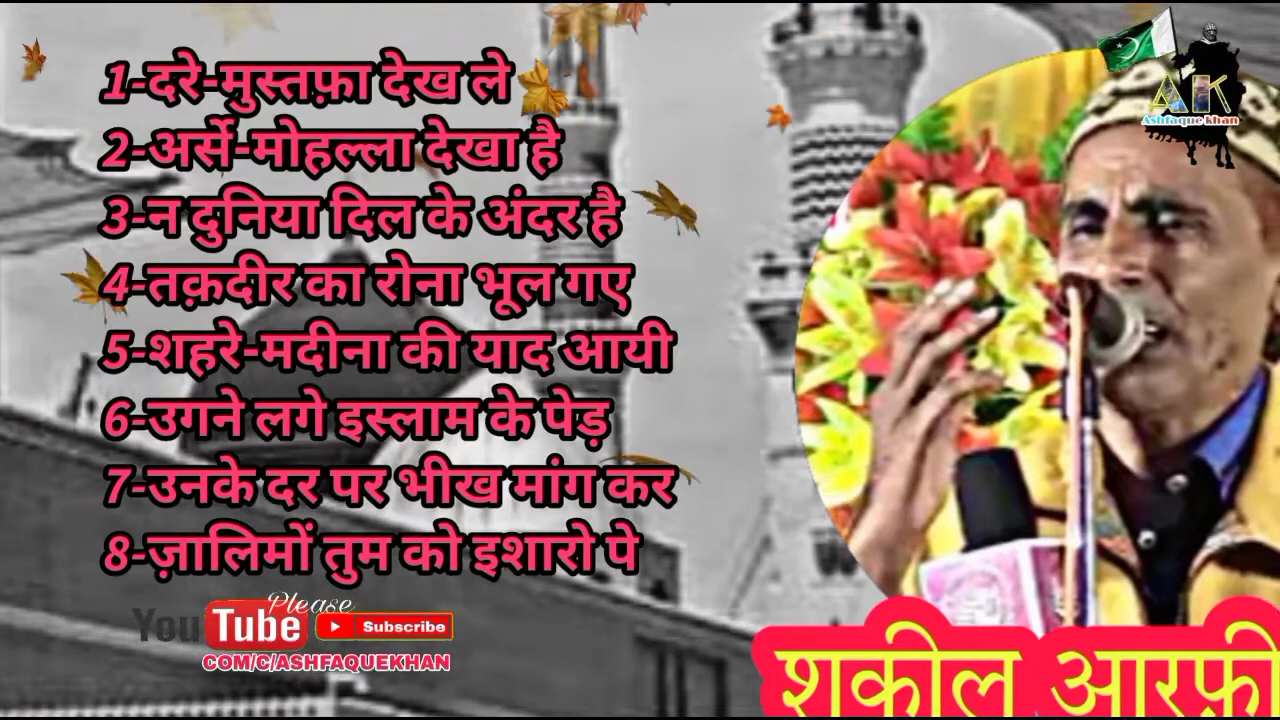 1-दरे-मुस्तफ़ा देख ले
2-अर्से-मोहल्ला देखा है
3-न दुनिया दिल के अंदर है
4-तक़दीर का रोना भूल गए
5-शहरे-मदीना की याद आयी
6-उगने लगे इस्लाम के पेड़
7-उनके दर पर भीख मांग कर
8-ज़ालिमों तुम को इशारो पे
Please
YouTube Subscribe
COM/C/ASHFAQUEKHAN
AK
Ashfaque khan
शकील आरफ़ी